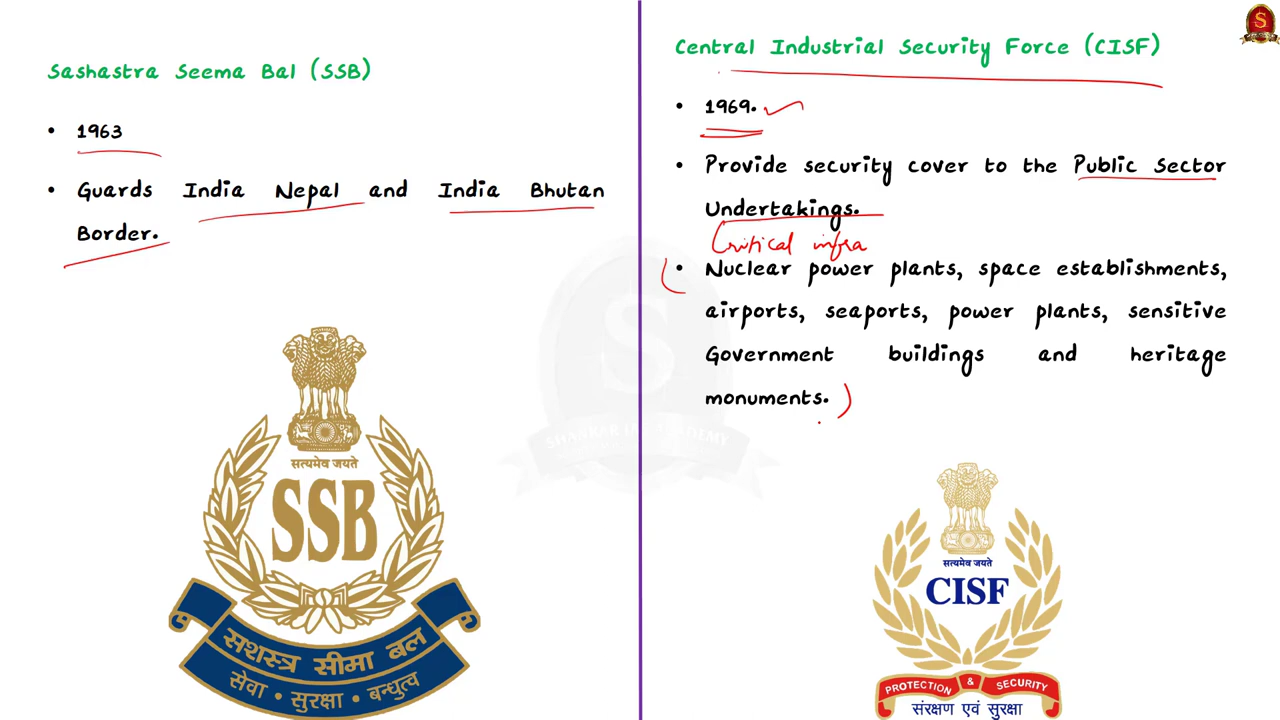 Sashastra Seema Bal (SSB)
• 1963
• Guards India Nepal and India Bhutan
Border.
सत्यमेव जयते
SSB
सशस्त्र सीमा बल
सेवा • सुरक्षा • बन्धुत्व
Central Industrial Security Force (CISF)
• 1969.
• Provide security cover to the Public Sector
Undertakings.
Critical infra
• Nuclear power plants, space establishments,
airports, seaports, power plants, sensitive
Government buildings and heritage
monuments.
सत्यमेव जयते
CISF
PROTECTION & SECURITY
संरक्षण एवं सुरक्षा
S
SHANKAR IAS ACADEMY